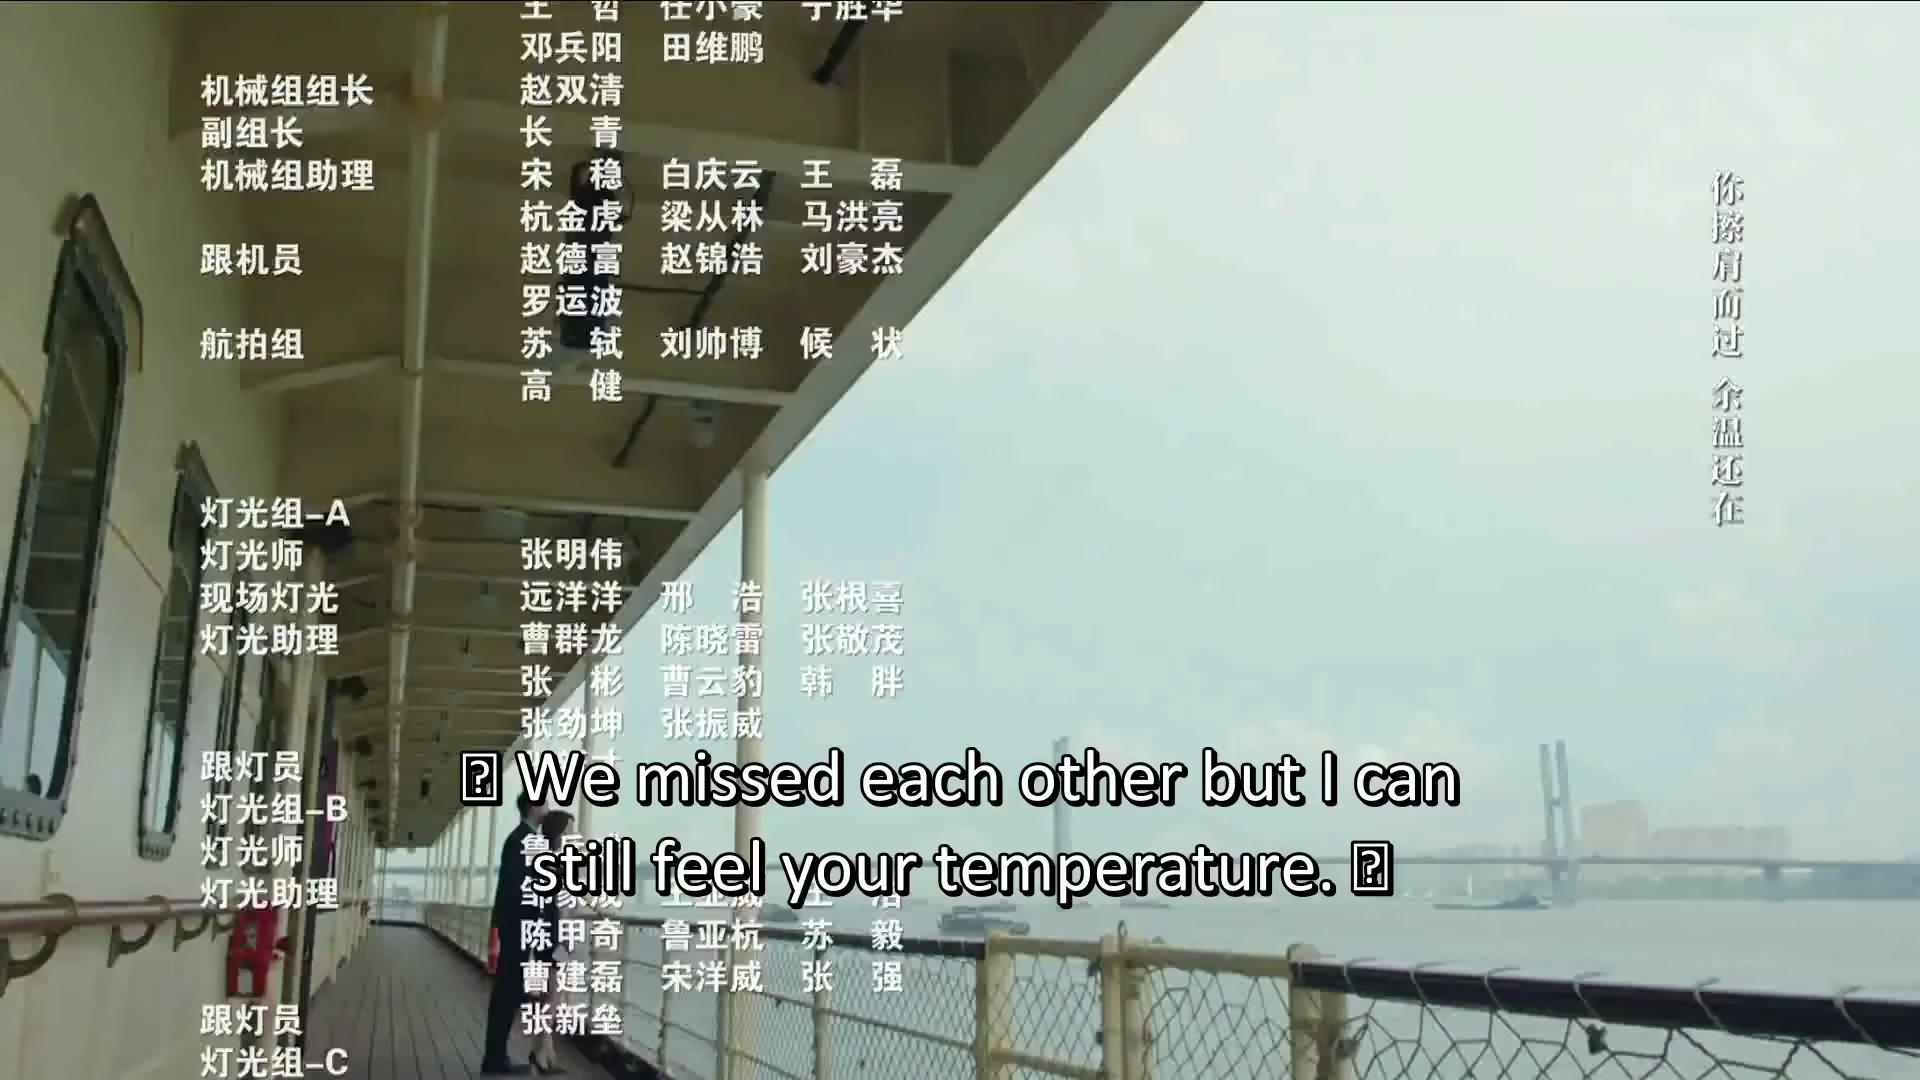 王 哲 任小豪 于胜华
邓兵阳 田维鹏
机械组组长 赵双清
副组长 长 青
机械组助理 宋 稳 白庆云 王 磊
杭金虎 梁从林 马洪亮
跟机员 赵德富 赵锦浩 刘豪杰
罗运波
航拍组 苏 轼 刘帅博 候 状
高 健
灯光组-A
灯光师 张明伟
现场灯光 远洋洋 邢 浩 张根喜
灯光助理 曹群龙 陈晓雷 张敬茂
张 彬 曹云豹 韩 胖
张劲坤 张振威
跟灯员
灯光组-B
灯光师
灯光助理
陈甲奇 鲁亚杭 苏 毅
曹建磊 宋洋威 张 强
跟灯员 张新垒
灯光组-C
你擦肩而过 余温还在
We missed each other but I can
still feel your temperature.